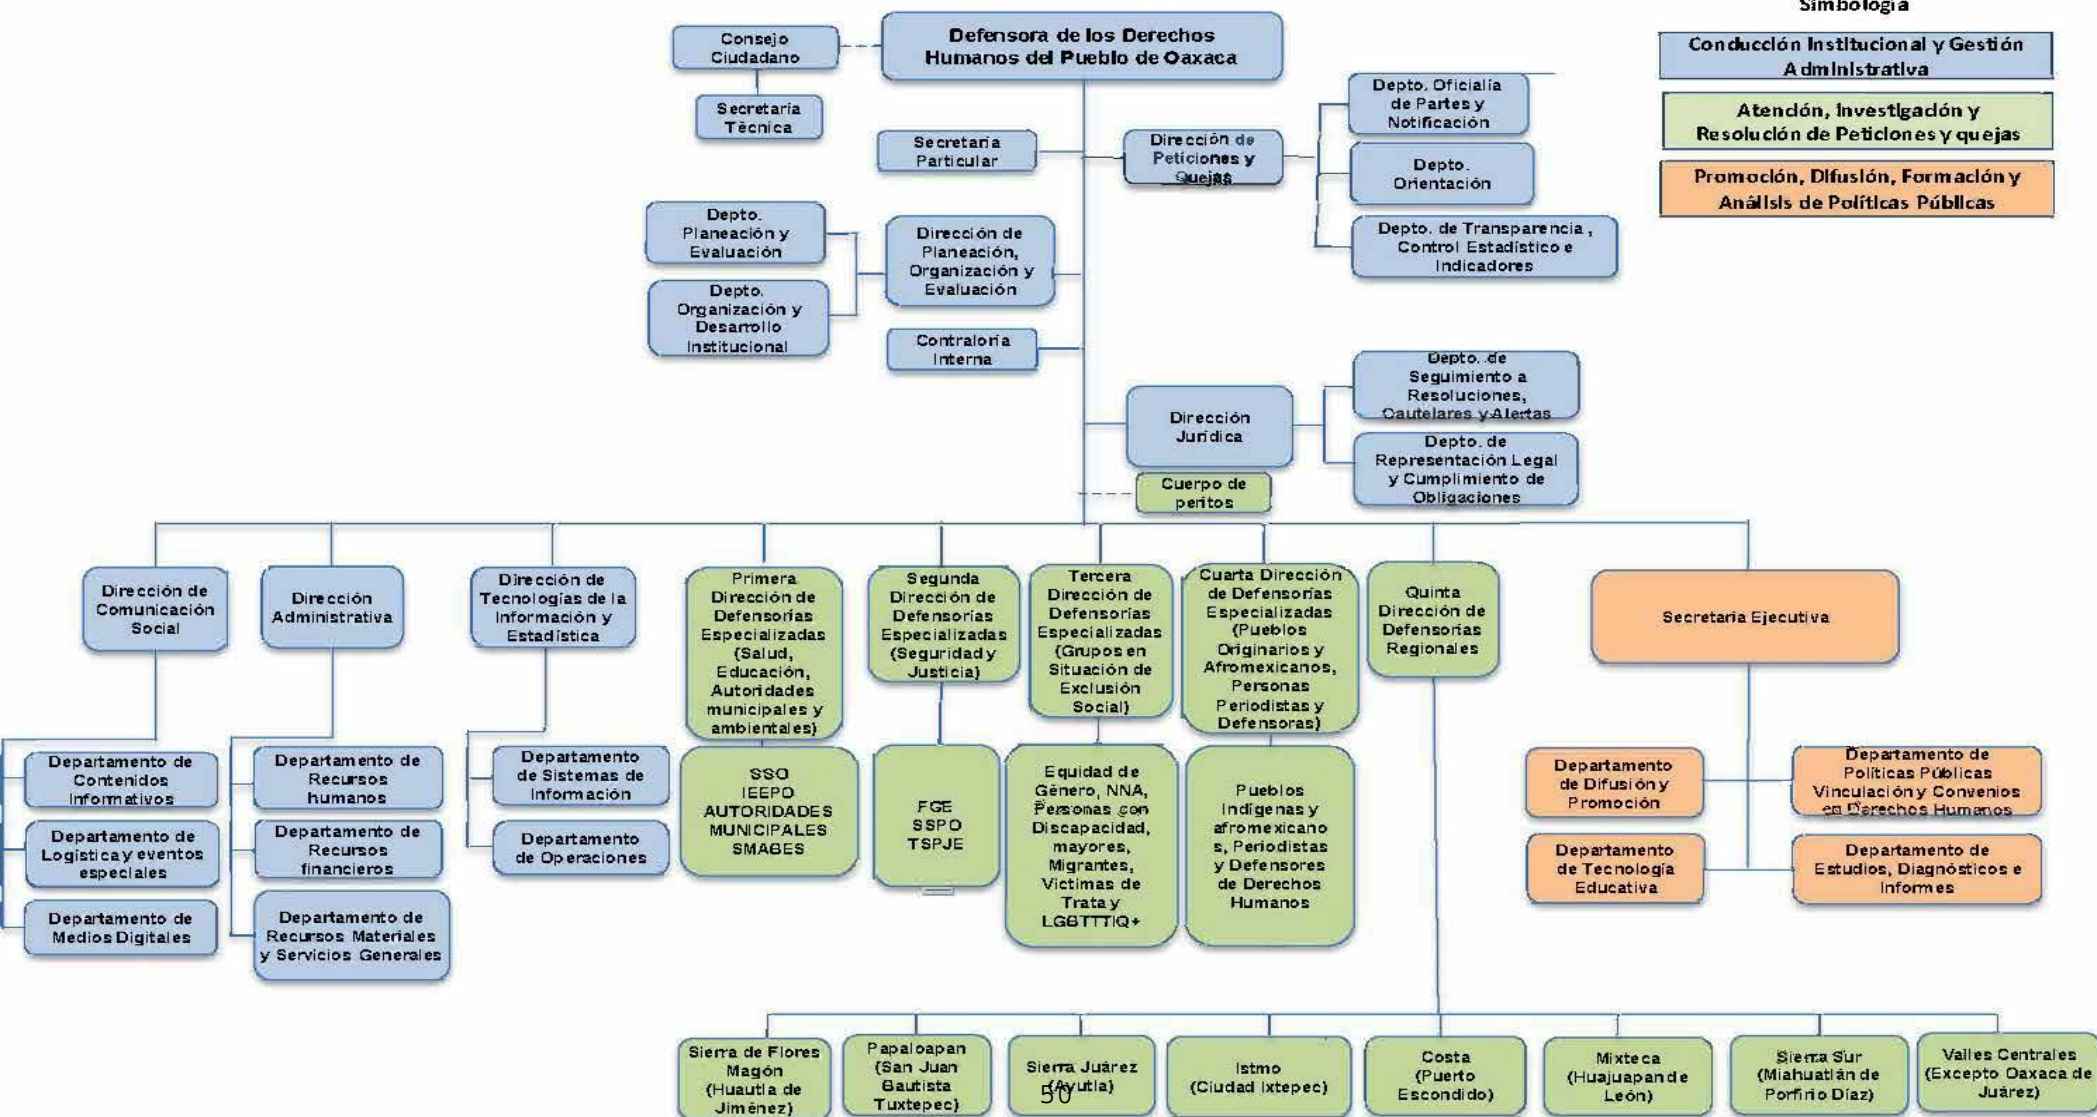 Simbología
Conducción Institucional y Gestión
Administrativa
Atención, Investigación y
Resolución de Peticiones y quejas
Promoción, Difusión, Formación y
Análisis de Políticas Públicas
Defensora de los Derechos
Humanos del Pueblo de Oaxaca
Consejo
Ciudadano
Secretaría
Técnica
Secretaría
Particular
Dirección de
Peticiones y
Quejas
Depto. Oficialía
de Partes y
Notificación
Depto.
Orientación
Depto. de Transparencia ,
Control Estadístico e
Indicadores
Depto.
Planeación y
Evaluación
Depto.
Organización y
Desarrollo
Institucional
Dirección de
Planeación,
Organización y
Evaluación
Contraloría
Interna
Dirección
Jurídica
Depto. de
Seguimiento a
Resoluciones,
Cautelares y Alertas
Depto. de
Representación Legal
y Cumplimiento de
Obligaciones
Cuerpo de
peritos
Dirección de
Comunicación
Social
Dirección
Administrativa
Dirección de
Tecnologías de la
Información y
Estadística
Primera
Dirección de
Defensorías
Especializadas
(Salud,
Educación,
Autoridades
municipales y
ambientales)
Segunda
Dirección de
Defensorías
Especializadas
(Seguridad y
Justicia)
Tercera
Dirección de
Defensorías
Especializadas
(Grupos en
Situación de
Exclusión
Social)
Cuarta Dirección
de Defensorías
Especializadas
(Pueblos
Originarios y
Afromexicanos,
Personas
Periodistas y
Defensoras)
Quinta
Dirección de
Defensorías
Regionales
Secretaría Ejecutiva
Departamento de
Contenidos
Informativos
Departamento de
Logística y eventos
especiales
Departamento de
Medios Digitales
Departamento de
Recursos
humanos
Departamento de
Recursos
financieros
Departamento de
Recursos Materiales
y Servicios Generales
Departamento
de Sistemas de
Información
Departamento
de Operaciones
SSO
IEEPO
AUTORIDADES
MUNICIPALES
SMABES
FGE
SSPO
TSPJE
Equidad de
Género, NNA,
Personas con
Discapacidad,
mayores,
Migrantes,
Víctimas de
Trata y
LGBTTTIQ+
Pueblos
Indígenas y
afromexicano
s, Periodistas
y Defensores
de Derechos
Humanos
Departamento
de Difusión y
Promoción
Departamento de
Políticas Públicas
Vinculación y Convenios
en Derechos Humanos
Departamento
de Tecnología
Educativa
Departamento de
Estudios, Diagnósticos e
Informes
Sierra de Flores
Magón
(Huautla de
Jiménez)
Papaloapan
(San Juan
Bautista
Tuxtepec)
Sierra Juárez
(Ayutla)
Istmo
(Ciudad Ixtepec)
Costa
(Puerto
Escondido)
Mixteca
(Huajuapan de
León)
Sierra Sur
(Miahuatlán de
Porfirio Díaz)
Valles Centrales
(Excepto Oaxaca de
Juárez)
50